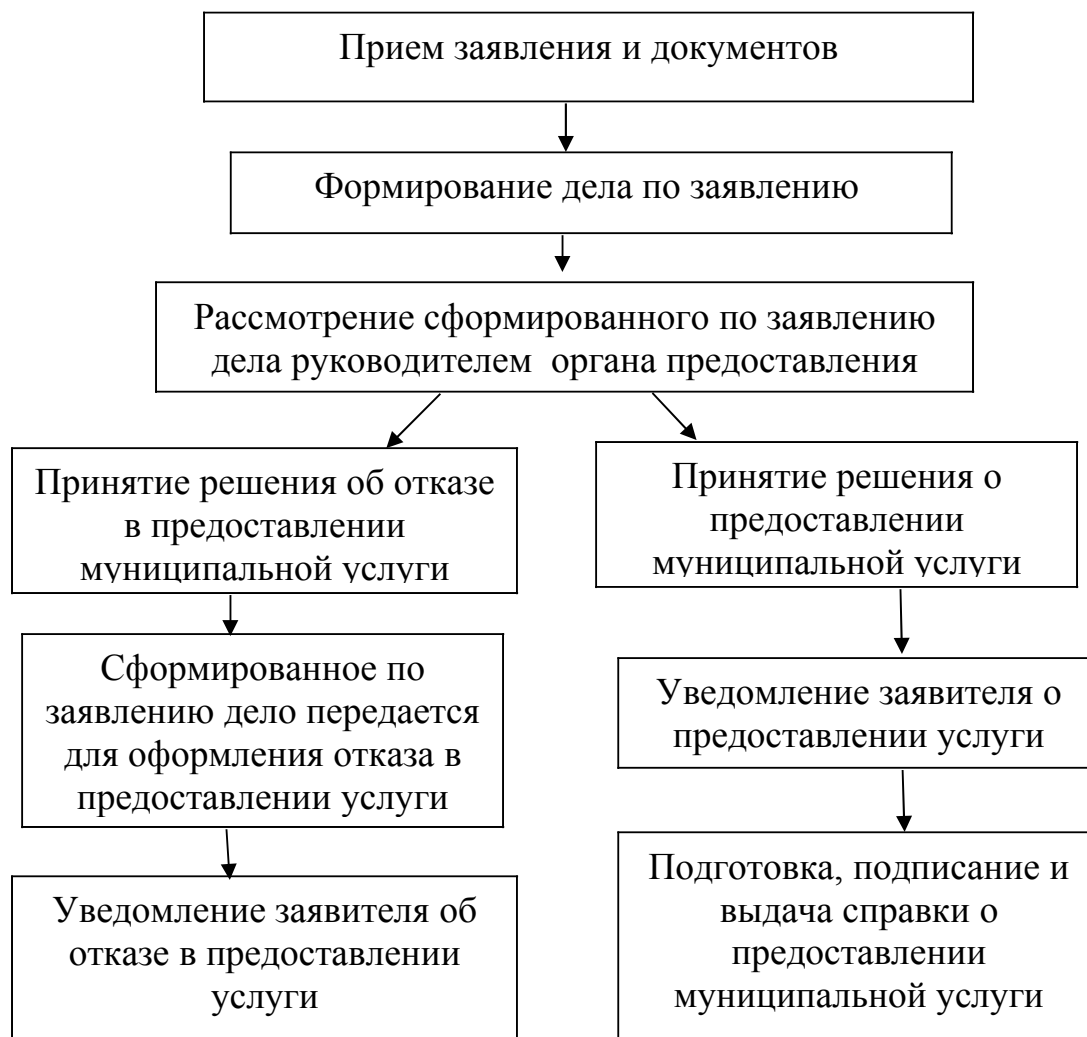 Прием заявления и документов
Формирование дела по заявлению
Рассмотрение сформированного по заявлению
дела руководителем органа предоставления
Принятие решения об отказе
в предоставлении
муниципальной услуги
Принятие решения о
предоставлении
муниципальной услуги
Сформированное по
заявлению дело передается
для оформления отказа в
предоставлении услуги
Уведомление заявителя о
предоставлении услуги
Уведомление заявителя об
отказе в предоставлении
услуги
Подготовка, подписание и
выдача справки о
предоставлении
муниципальной услуги